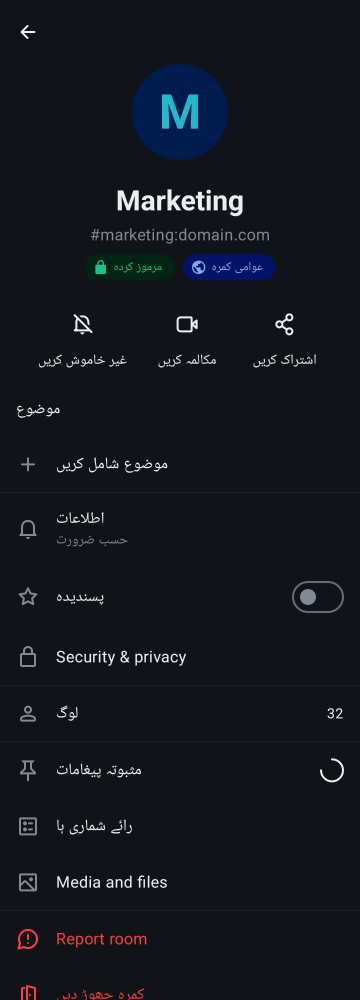 M
Marketing
#marketing:domain.com
مرموز کردہ
عوامی کمرہ
غیر خاموش کریں
مکالمہ کریں
اشتراک کریں
موضوع
موضوع شامل کریں
اطلاعات
حسب ضرورت
پسندیدہ
Security & privacy
لوگ
32
مثبوتہ پیغامات
رائے شماری ہا
Media and files
Report room
کمرہ چھوڑ دیں